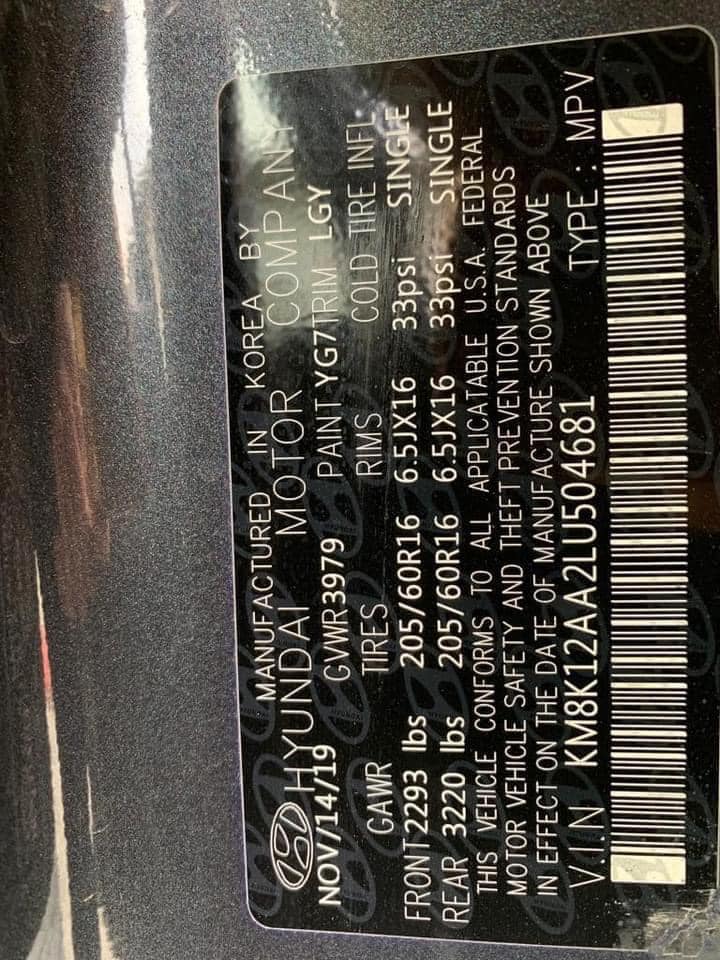 MANUFACTURED IN KOREA BY
HYUNDAI MOTOR COMPANY
NOV/14/19 GVWR 3979 PAINT YG7 TRIM LGY
GAWR TIRES RIMS COLD TIRE INFL
FRONT 2293 lbs 205/60R16 6.5JX16 33psi SINGLE
REAR 3220 lbs 205/60R16 6.5JX16 33psi SINGLE
THIS VEHICLE CONFORMS TO ALL APPLICATABLE U.S.A. FEDERAL
MOTOR VEHICLE SAFETY AND THEFT PREVENTION STANDARDS
IN EFFECT ON THE DATE OF MANUFACTURE SHOWN ABOVE
V.I.N KM8K12AA2LU504681 TYPE : MPV